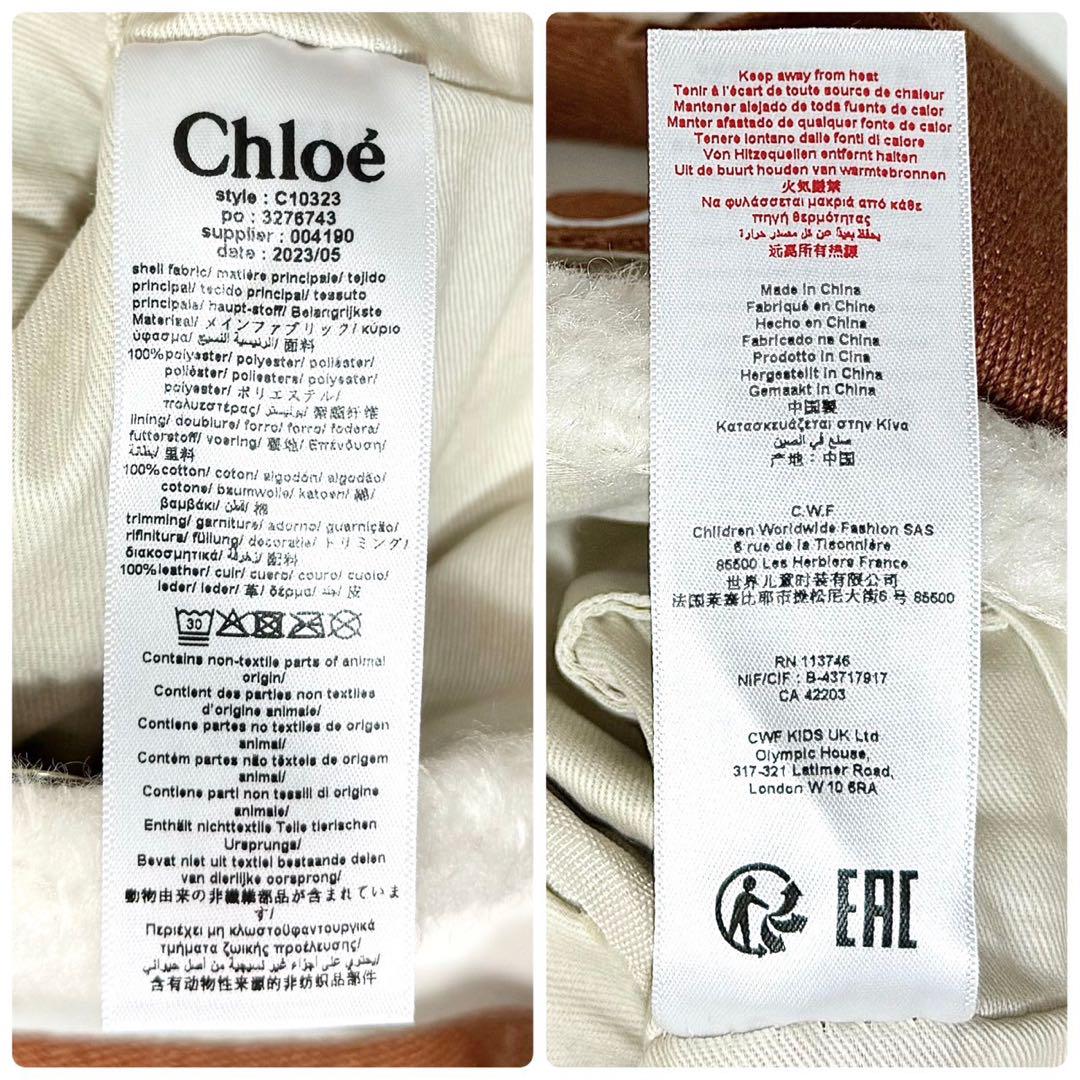 Chloé
style : C10323
po : 3276743
supplier : 004190
date : 2023/05
shell fabric/ matière principale/ tejido
principal/ tecido principal/ tessuto
principale/ haupt-stoff/ Belangrijkste
Materiaal/ メインファブリック/ κύριο
ύφασμα/ النسيج الرئيسية/ 面料
100%polyester/ polyester/ poliéster/
poliéster/ poliestere/ polyester/
polyester/ ポリエステル/
πολυεστέρας/ بوليستر/ 聚酯纤维
lining/ doublure/ forro/ forro/ fodera/
futterstoff/ voering/ 裏地/ Επένδυση/
بطانة/ 里料
100%cotton/ coton/ algodón/ algodão/
cotone/ baumwolle/ katoen/ 綿/
βαμβάκι/ قطن/ 棉
trimming/ garniture/ adorno/ guarnição/
rifinitura/ füllung/ decoratie/ トリミング/
διακοσμητικά/ زخرفة/ 配料
100%leather/ cuir/ cuero/ couro/ cuoio/
leder/ leder/ 革/ δέρμα/ جلد/ 皮
30
Contains non-textile parts of animal
origin/
Contient des parties non textiles
d'origine animale/
Contiene partes no textiles de origen
animal/
Contém partes não têxteis de origem
animal/
Contiene parti non tessili di origine
animale/
Enthält nichttextile Teile tierischen
Ursprungs/
Bevat niet uit textiel bestaande delen
van dierlijke oorsprong/
動物由来の非繊維部品が含まれていま
す/
Περιέχει μη κλωστοϋφαντουργικά
τμήματα ζωικής προέλευσης/
يحتوي على أجزاء غير نسيجية من أصل حيواني/
含有动物性来源的非纺织品部件
Keep away from heat
Tenir à l'écart de toute source de chaleur
Mantener alejado de toda fuente de calor
Manter afastado de qualquer fonte de calor
Tenere lontano dalle fonti di calore
Von Hitzequellen entfernt halten
Uit de buurt houden van warmtebronnen
火気厳禁
Να φυλάσσεται μακριά από κάθε
πηγή θερμότητας
يحفظ بعيدًا عن كل مصدر حرارة
远离所有热源
Made in China
Fabriqué en Chine
Hecho en China
Fabricado na China
Prodotto in Cina
Hergestellt in China
Gemaakt in China
中国製
Κατασκευάζεται στην Κίνα
صنع في الصين
产地：中国
C.W.F
Children Worldwide Fashion SAS
6 rue de la Tisonnière
85500 Les Herbiers France
世界儿童时装有限公司
法国莱塞比耶市挫松尼大街6 号 85500
RN 113746
NIF/CIF : B-43717917
CA 42203
CWF KIDS UK Ltd
Olympic House,
317-321 Latimer Road,
London W 10 6RA
EAC